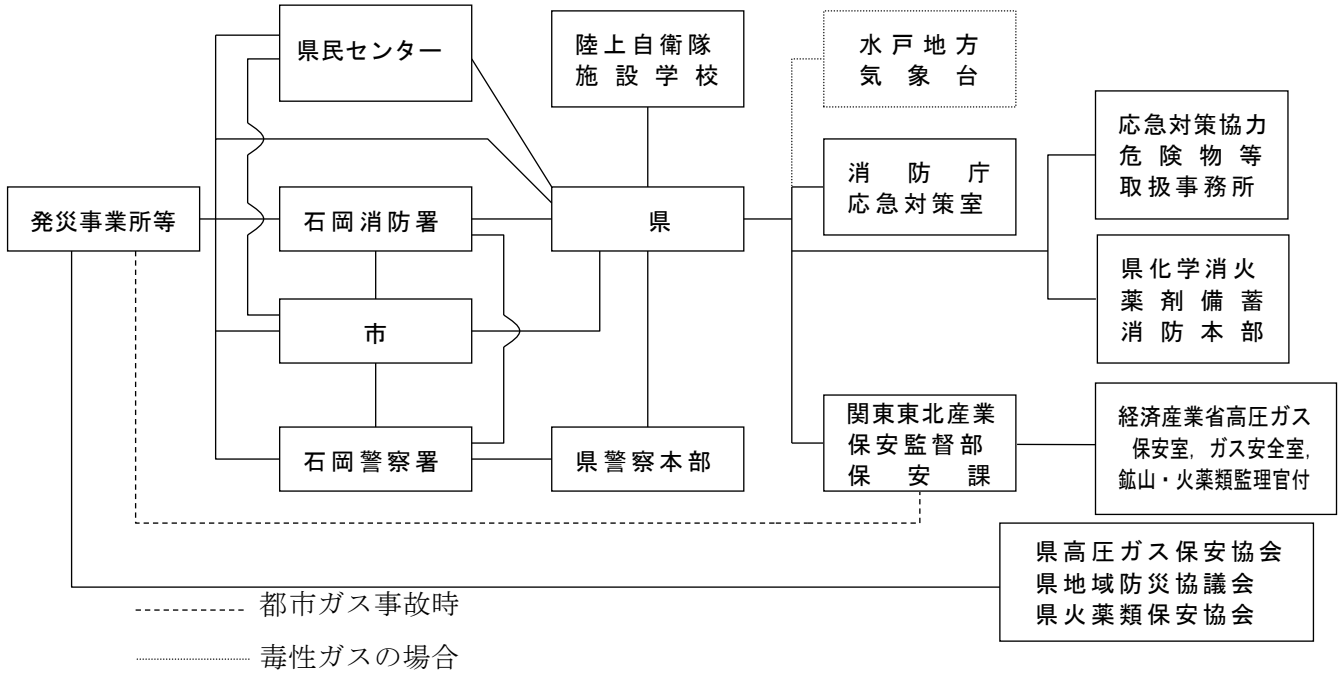 県民センター
陸上自衛隊
施設学校
水戸地方
気象台
応急対策協力
危険物等
取扱事務所
消防庁
応急対策室
発災事業所等
石岡消防署
県
県化学消火
薬剤備蓄
消防本部
市
関東東北産業
保安監督部
保安課
経済産業省高圧ガス
保安室，ガス安全室，
鉱山・火薬類監理官付
石岡警察署
県警察本部
県高圧ガス保安協会
県地域防災協議会
県火薬類保安協会
都市ガス事故時
毒性ガスの場合